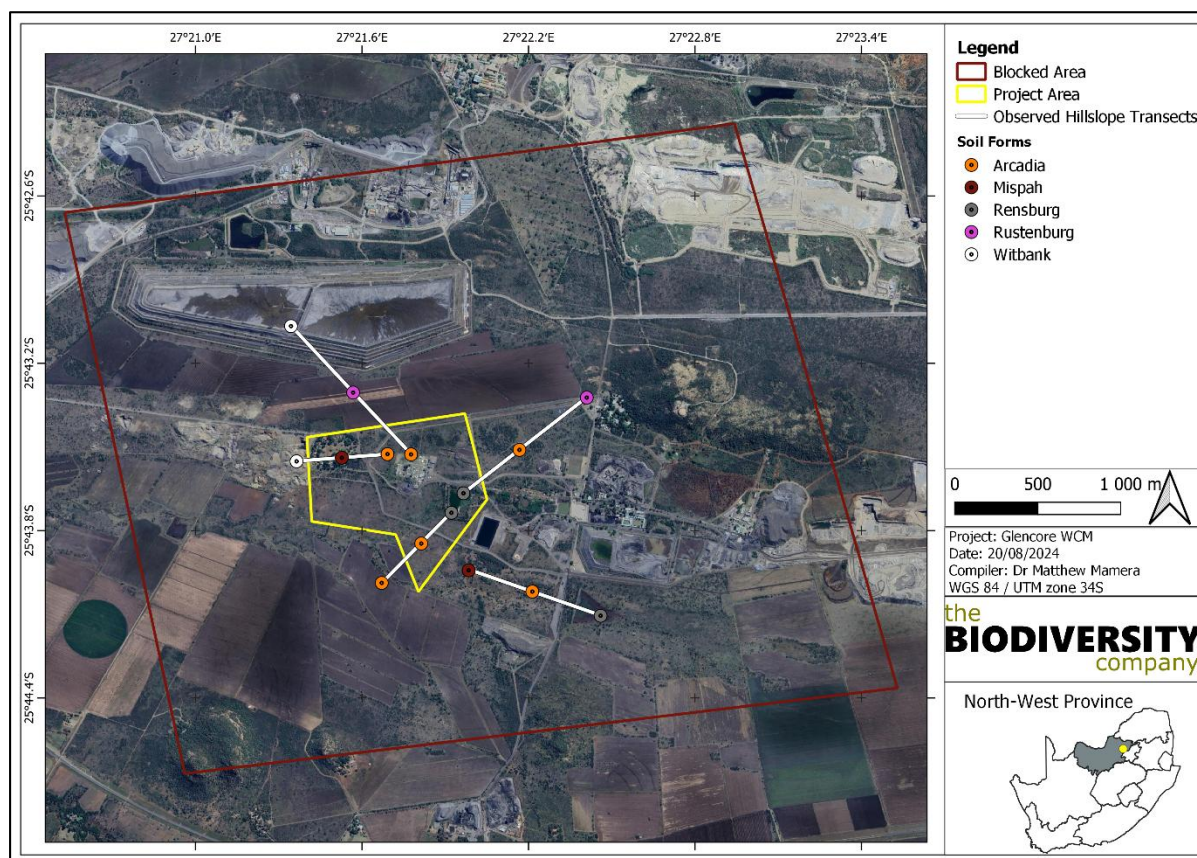 27°21.0'E 27°21.6'E 27°22.2'E 27°22.8'E 27°23.4'E
25°42.6'S
25°43.2'S
25°43.8'S
25°44.4'S
Legend
Blocked Area
Project Area
Observed Hillslope Transects
Soil Forms
Arcadia
Mispah
Rensburg
Rustenburg
Witbank
0 500 1 000 m
Project: Glencore WCM
Date: 20/08/2024
Compiler: Dr Matthew Mamera
WGS 84 / UTM zone 34S
the
BIODIVERSITY
company
North-West Province